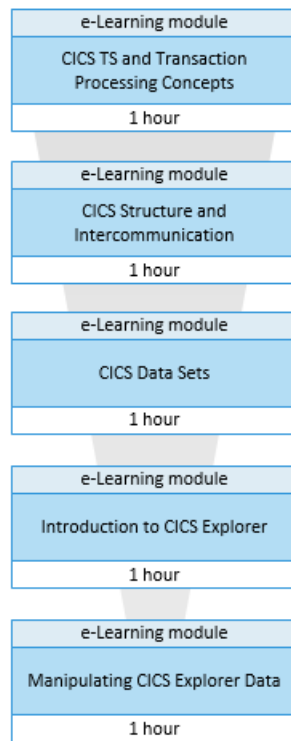 e-Learning module
CICS TS and Transaction
Processing Concepts
1 hour
e-Learning module
CICS Structure and
Intercommunication
1 hour
e-Learning module
CICS Data Sets
1 hour
e-Learning module
Introduction to CICS Explorer
1 hour
e-Learning module
Manipulating CICS Explorer Data
1 hour